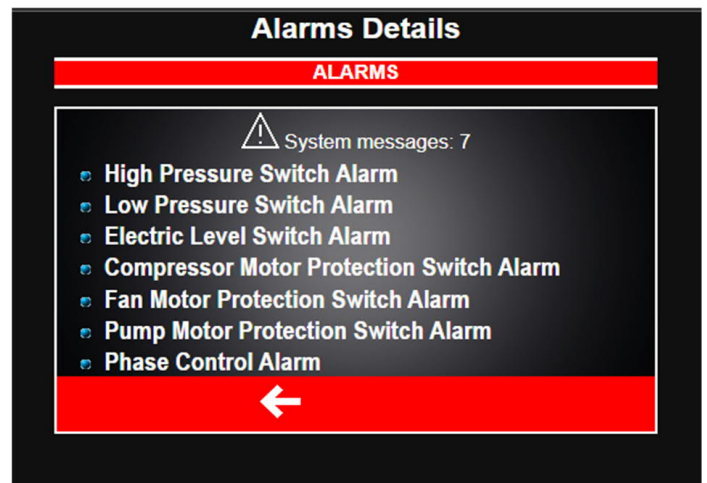 Alarms Details
ALARMS
System messages: 7
High Pressure Switch Alarm
Low Pressure Switch Alarm
Electric Level Switch Alarm
Compressor Motor Protection Switch Alarm
Fan Motor Protection Switch Alarm
Pump Motor Protection Switch Alarm
Phase Control Alarm